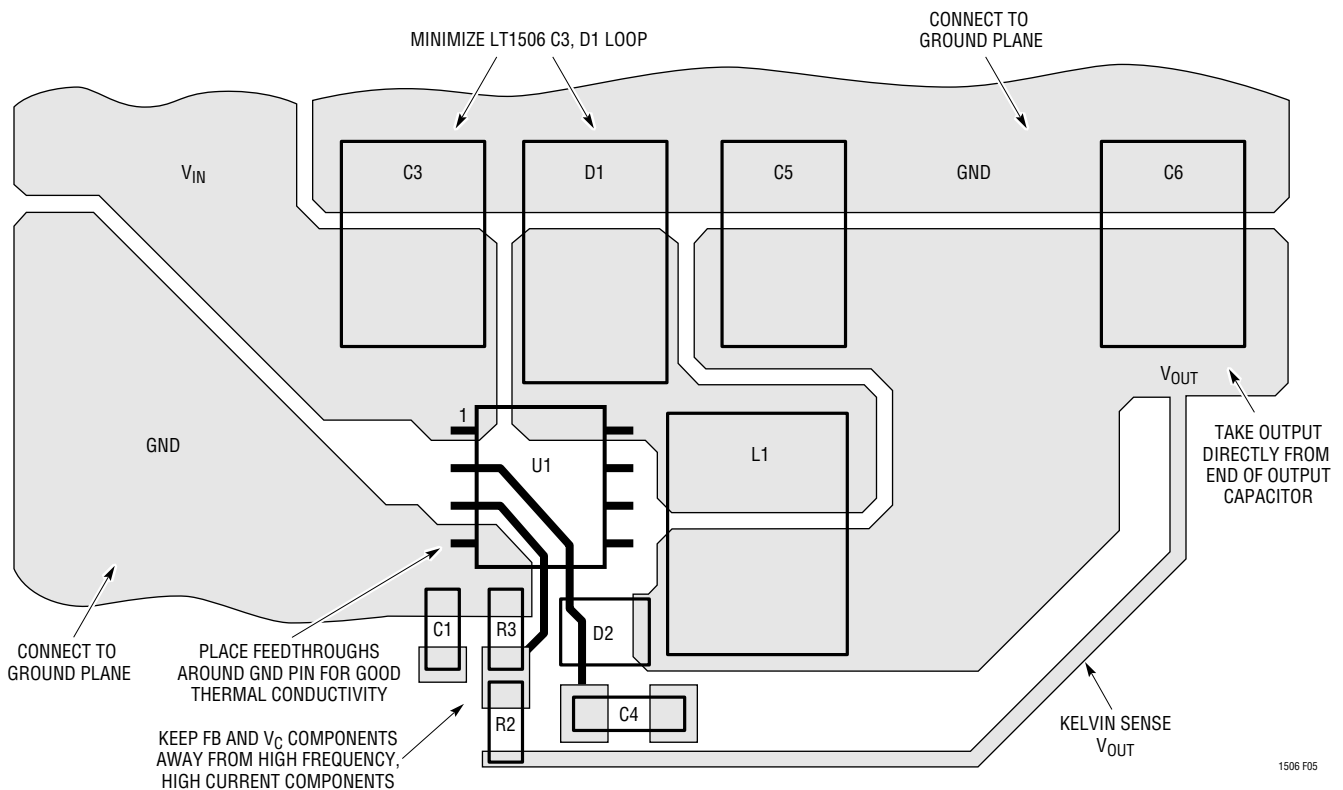 CONNECT TO
GROUND PLANE
MINIMIZE LT1506 C3, D1 LOOP
VIN
C3
D1
C5
GND
C6
VOUT
1
U1
L1
GND
TAKE OUTPUT
DIRECTLY FROM
END OF OUTPUT
CAPACITOR
C1
R3
D2
CONNECT TO
GROUND PLANE
PLACE FEEDTHROUGHS
AROUND GND PIN FOR GOOD
THERMAL CONDUCTIVITY
R2
C4
KEEP FB AND VC COMPONENTS
AWAY FROM HIGH FREQUENCY,
HIGH CURRENT COMPONENTS
KELVIN SENSE
VOUT
1506 F05